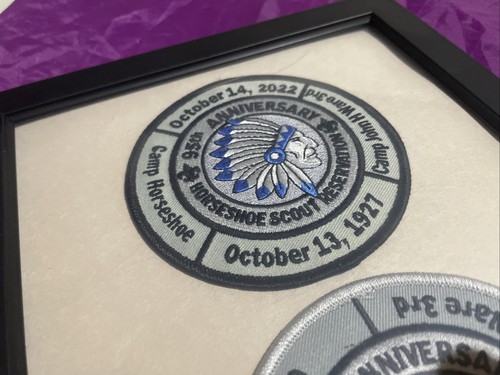 October 14, 2022
Camp John H Ware 3rd
October 13, 1927
Camp Horseshoe
95th ANNIVERSARY
HORSESHOE SCOUT RESERVATION
Ware 3rd
ANNIVERSA